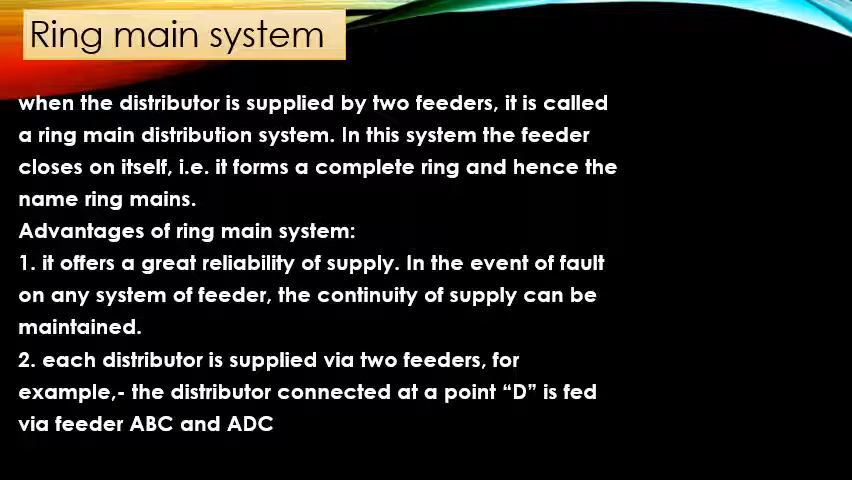 Ring main system
when the distributor is supplied by two feeders, it is called
a ring main distribution system. In this system the feeder
closes on itself, i.e. it forms a complete ring and hence the
name ring mains.
Advantages of ring main system:
1. it offers a great reliability of supply. In the event of fault
on any system of feeder, the continuity of supply can be
maintained.
2. each distributor is supplied via two feeders, for
example,- the distributor connected at a point “D” is fed
via feeder ABC and ADC